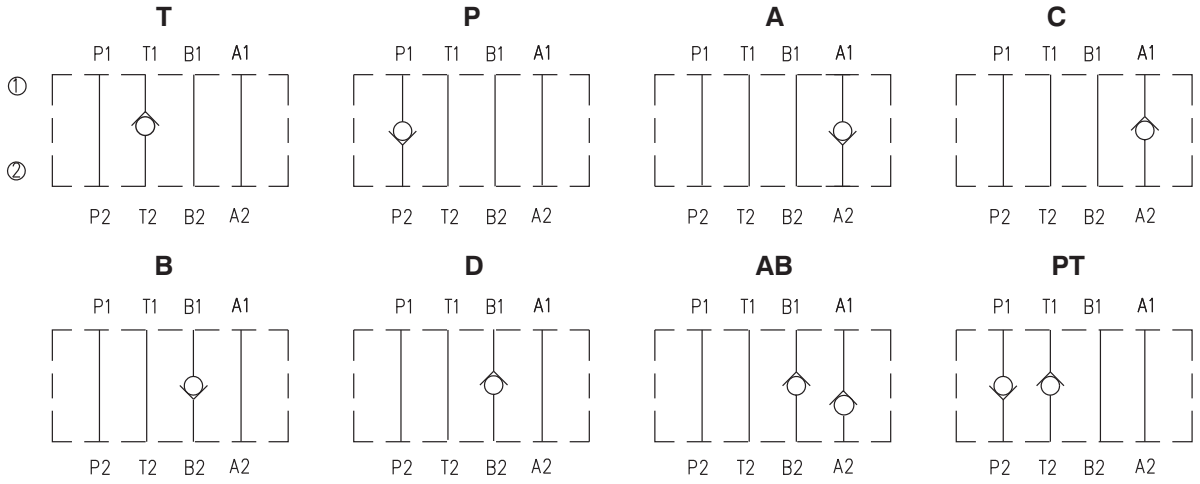 T P A C
P1 T1 B1 A1 P1 T1 B1 A1 P1 T1 B1 A1 P1 T1 B1 A1
①
②
P2 T2 B2 A2 P2 T2 B2 A2 P2 T2 B2 A2 P2 T2 B2 A2
B D AB PT
P1 T1 B1 A1 P1 T1 B1 A1 P1 T1 B1 A1 P1 T1 B1 A1
P2 T2 B2 A2 P2 T2 B2 A2 P2 T2 B2 A2 P2 T2 B2 A2